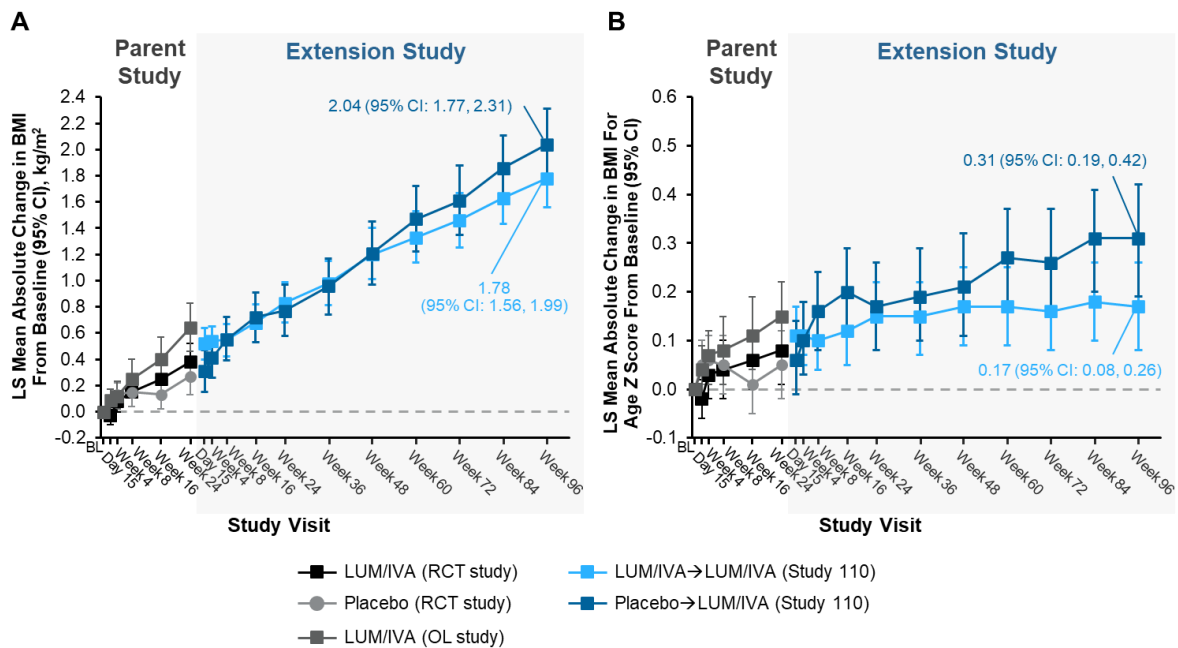 A
Parent
Study
Extension Study
LS Mean Absolute Change in BMI
From Baseline (95% CI), kg/m²
2.4
2.2
2.0
1.8
1.6
1.4
1.2
1.0
0.8
0.6
0.4
0.2
0.0
-0.2
2.04 (95% CI: 1.77, 2.31)
1.78
(95% CI: 1.56, 1.99)
BL
Day 15
Week 4
Week 8
Week 16
Week 24
Day 15
Week 4
Week 8
Week 16
Week 24
Week 36
Week 48
Week 60
Week 72
Week 84
Week 96
Study Visit
B
Parent
Study
Extension Study
LS Mean Absolute Change in BMI For
Age Z Score From Baseline (95% CI)
0.6
0.5
0.4
0.3
0.2
0.1
0.0
-0.1
0.31 (95% CI: 0.19, 0.42)
0.17 (95% CI: 0.08, 0.26)
BL
Day 15
Week 4
Week 8
Week 16
Week 24
Day 15
Week 4
Week 8
Week 16
Week 24
Week 36
Week 48
Week 60
Week 72
Week 84
Week 96
Study Visit
LUM/IVA (RCT study)
Placebo (RCT study)
LUM/IVA (OL study)
LUM/IVA→LUM/IVA (Study 110)
Placebo→LUM/IVA (Study 110)